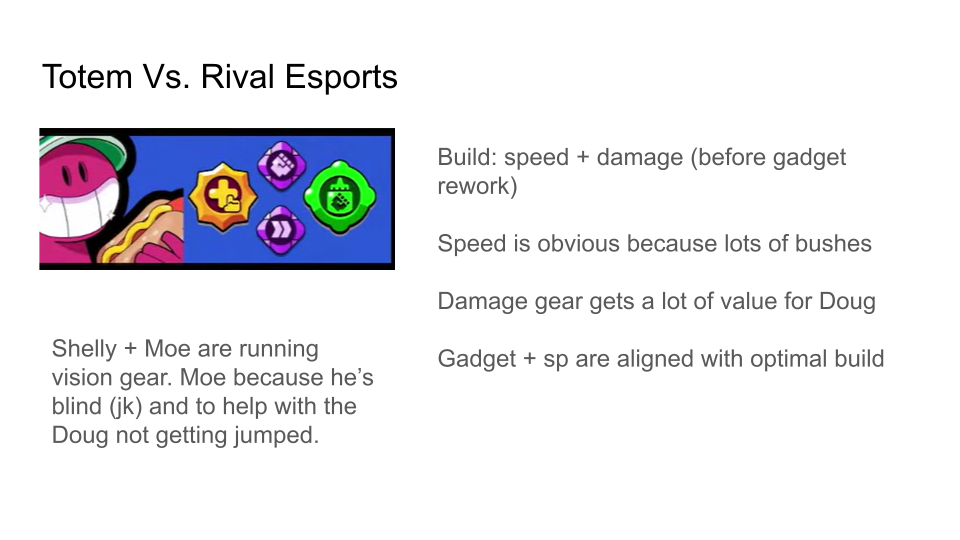 Totem Vs. Rival Esports
Build: speed + damage (before gadget
rework)
Speed is obvious because lots of bushes
Damage gear gets a lot of value for Doug
Gadget + sp are aligned with optimal build
Shelly + Moe are running
vision gear. Moe because he’s
blind (jk) and to help with the
Doug not getting jumped.